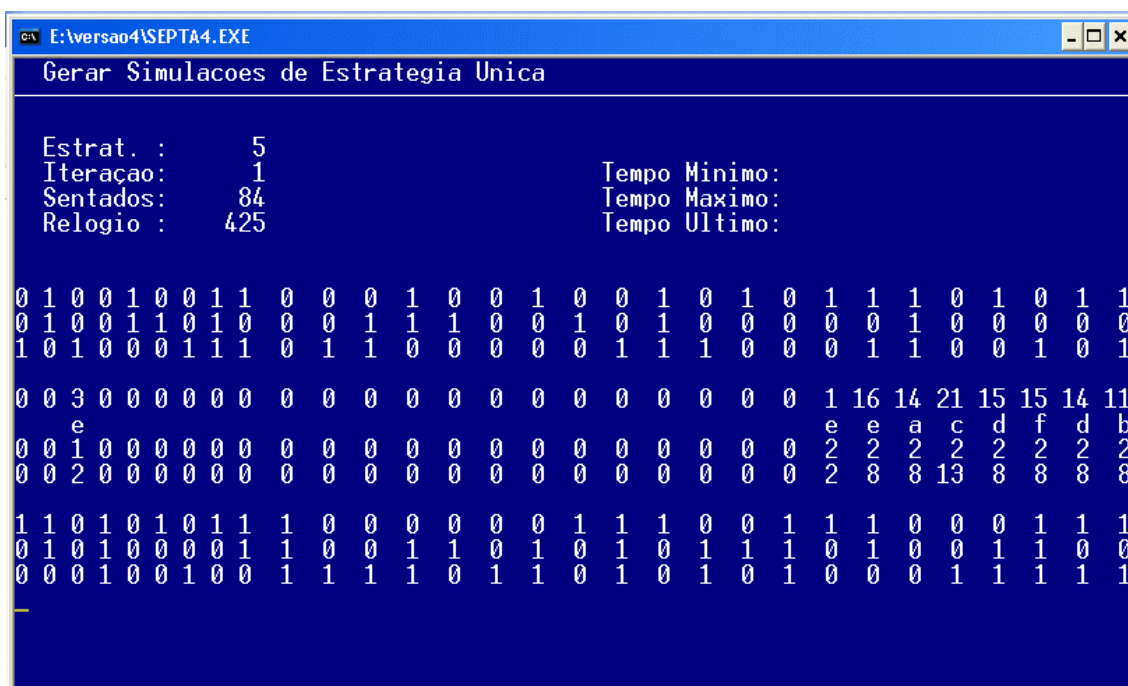 E:\versao4\SEPTA4.EXE
Gerar Simulacoes de Estrategia Unica
Estrat. : 5
Iteraçao: 1 Tempo Minimo:
Sentados: 84 Tempo Maximo:
Relogio : 425 Tempo Ultimo:
0 1 0 0 1 0 0 1 1 0 0 0 1 0 0 1 0 0 1 0 1 0 1 1 1 0 1 0 1 1
0 1 0 0 1 1 0 1 0 0 0 1 1 1 0 0 1 0 1 0 0 0 0 0 1 0 0 0 0 0
1 0 1 0 0 0 1 1 1 0 1 1 0 0 0 0 0 1 1 1 0 0 0 1 1 0 0 1 0 1
0 0 3 0 0 0 0 0 0 0 0 0 0 0 0 0 0 0 0 0 0 0 1 16 14 21 15 15 14 11
e e e a c d f d b
0 0 1 0 0 0 0 0 0 0 0 0 0 0 0 0 0 0 0 0 0 0 2 2 2 2 2 2 2 2
0 0 2 0 0 0 0 0 0 0 0 0 0 0 0 0 0 0 0 0 0 0 2 8 8 13 8 8 8 8
1 1 0 1 0 1 0 1 1 1 0 0 0 0 0 0 1 1 1 0 0 1 1 1 0 0 0 1 1 1
0 1 0 1 0 0 0 0 1 1 0 0 1 1 0 1 0 1 0 1 1 1 0 1 0 0 1 1 0 0
0 0 0 1 0 0 1 0 0 1 1 1 1 0 1 1 0 1 0 1 0 1 0 0 0 1 1 1 1 1